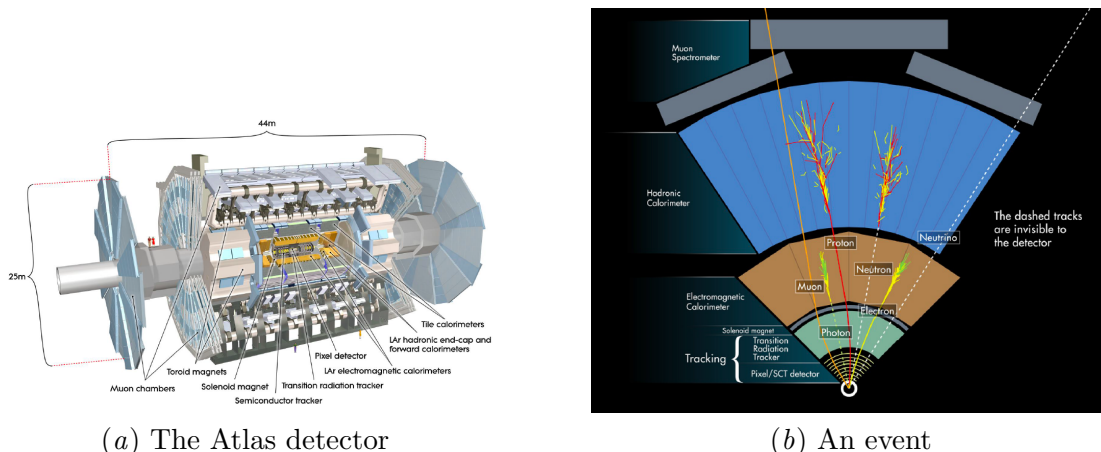 44m
25m
Tile calorimeters
LAr hadronic end-cap and
forward calorimeters
Pixel detector
LAr electromagnetic calorimeters
Toroid magnets
Muon chambers
Solenoid magnet
Transition radiation tracker
Semiconductor tracker
(a) The Atlas detector
Muon
Spectrometer
Hadronic
Calorimeter
The dashed tracks
are invisible to
the detector
Neutrino
Proton
Neutron
Muon
Electromagnetic
Calorimeter
Electron
Solenoid magnet
Photon
Tracking
Transition
Radiation
Tracker
Pixel/SCT detector
(b) An event